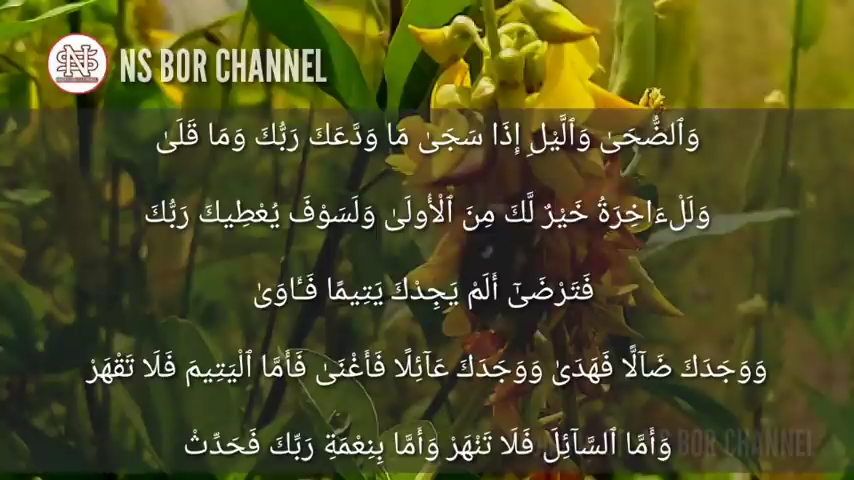 NS BOR CHANNEL
وَٱلضُّحَىٰ وَٱلَّيْلِ إِذَا سَجَىٰ مَا وَدَّعَكَ رَبُّكَ وَمَا قَلَىٰ
وَلَلْءَاخِرَةُ خَيْرٌ لَّكَ مِنَ ٱلْأُولَىٰ وَلَسَوْفَ يُعْطِيكَ رَبُّكَ
فَتَرْضَىٰٓ أَلَمْ يَجِدْكَ يَتِيمًا فَـَٔاوَىٰ
وَوَجَدَكَ ضَآلًّا فَهَدَىٰ وَوَجَدَكَ عَآئِلًا فَأَغْنَىٰ فَأَمَّا ٱلْيَتِيمَ فَلَا تَقْهَرْ
وَأَمَّا ٱلسَّآئِلَ فَلَا تَنْهَرْ وَأَمَّا بِنِعْمَةِ رَبِّكَ فَحَدِّثْ
NS BOR CHANNEL